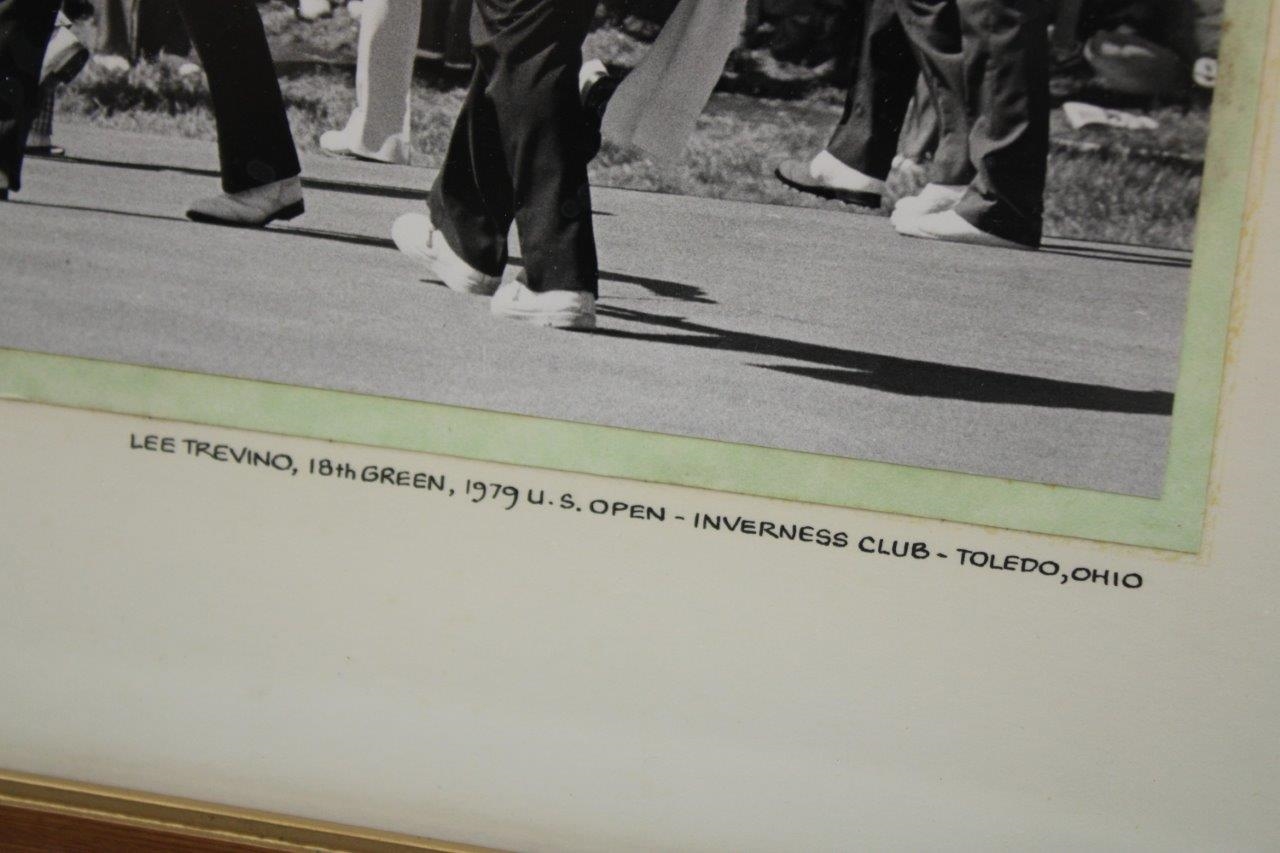 LEE TREVINO, 18th GREEN, 1979 U.S. OPEN - INVERNESS CLUB - TOLEDO, OHIO